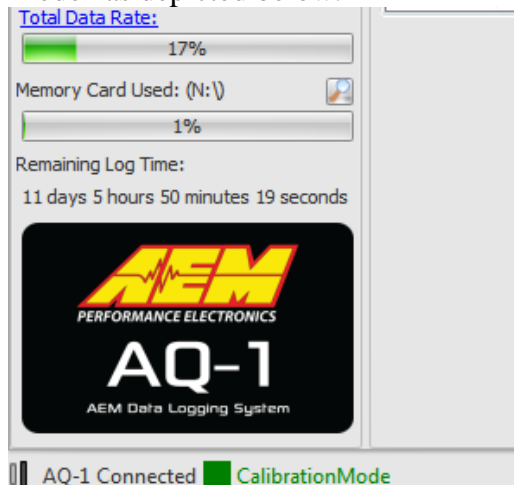 Total Data Rate:
17%
Memory Card Used: (N:\)
1%
Remaining Log Time:
11 days 5 hours 50 minutes 19 seconds
AEM
PERFORMANCE ELECTRONICS
AQ-1
AEM Data Logging System
AQ-1 Connected CalibrationMode